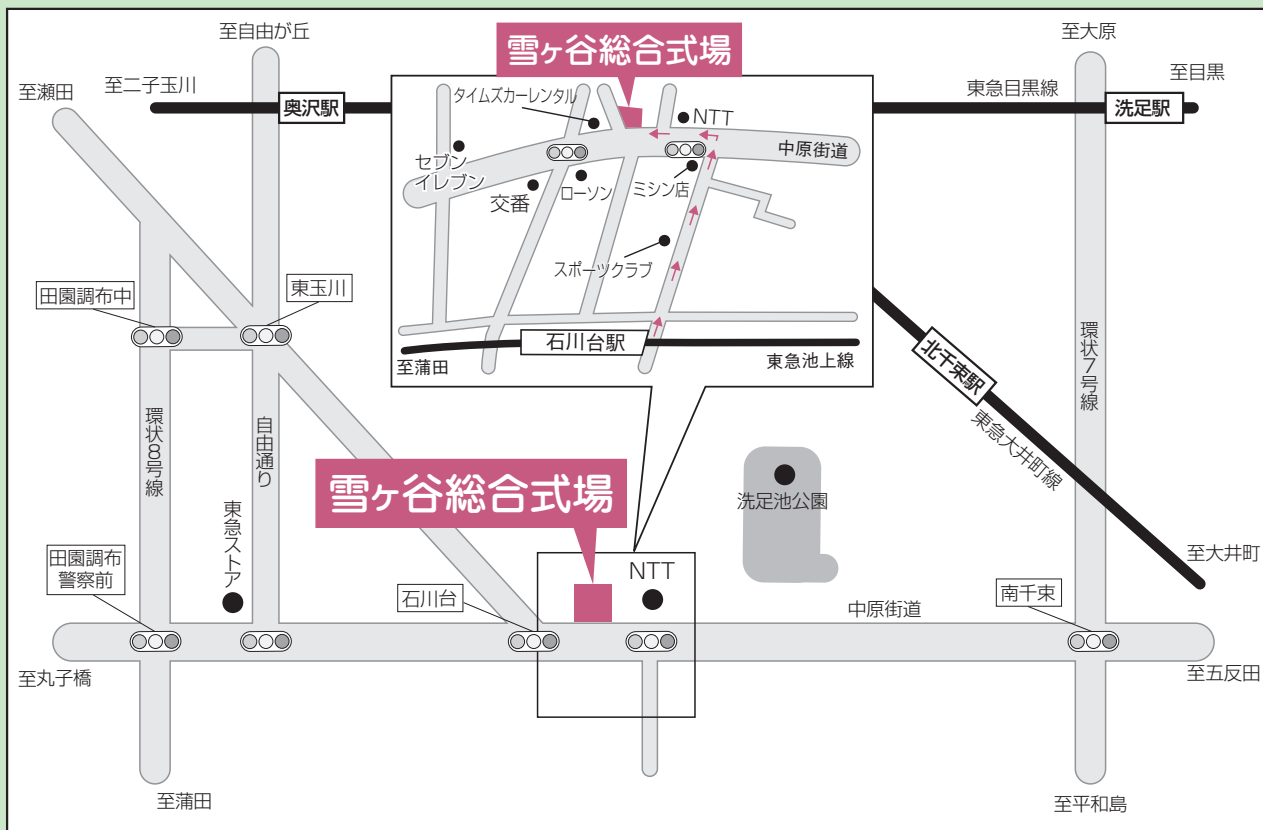 至自由が丘
雪ヶ谷総合式場
至大原
至目黒
至瀬田
至二子玉川
奥沢駅
東急目黒線
洗足駅
タイムズカーレンタル
NTT
中原街道
セブン
イレブン
交番
ローソン
ミシン店
スポーツクラブ
石川台駅
至蒲田
東急池上線
田園調布中
東玉川
環状7号線
北千束駅
東急大井町線
環状8号線
自由通り
雪ヶ谷総合式場
洗足池公園
東急ストア
至大井町
田園調布
警察前
石川台
NTT
中原街道
南千束
至丸子橋
至五反田
至蒲田
至平和島